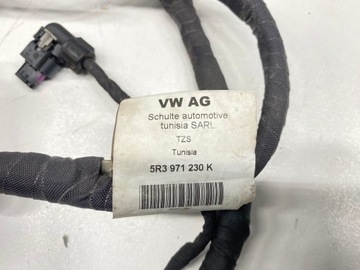 VW AG
Schulte automotive
tunisia SARL
TZS
Tunisia
5R3 971 230 K